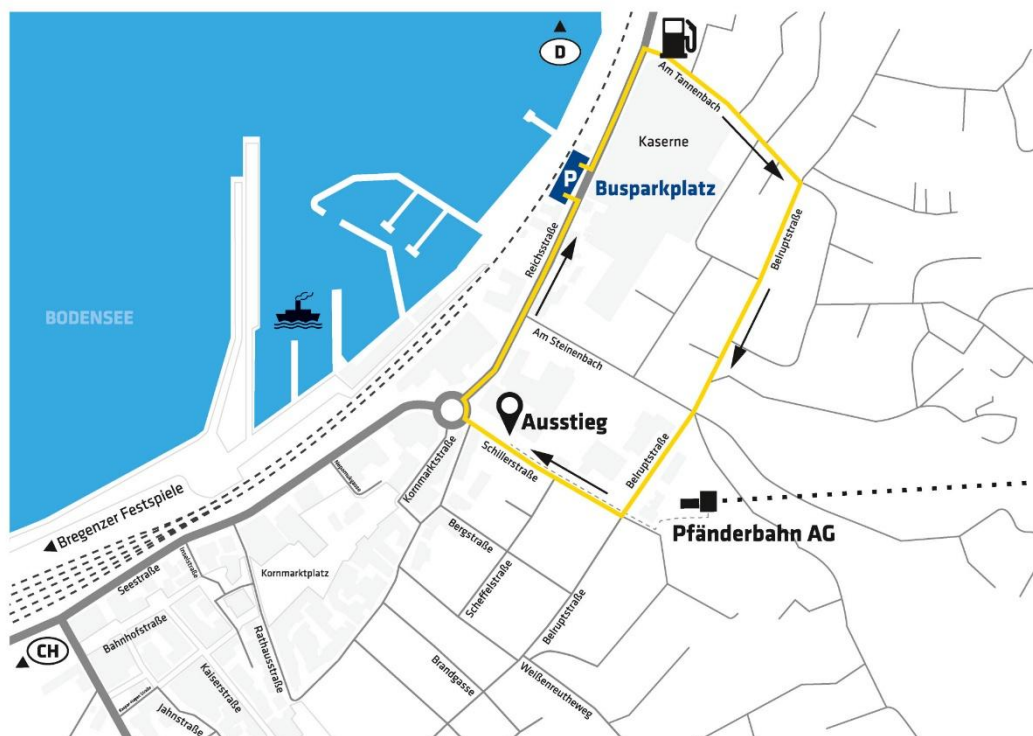 D
Am Tannenbach
Kaserne
P
Busparkplatz
Belruptstraße
Reichsstraße
BODENSEE
Am Steinenbach
Ausstieg
Schillerstraße
Belruptstraße
Kornmarktstraße
Pfänderbahn AG
Bregenzer Festspiele
Bergstraße
Inselstraße
Kornmarktplatz
Seestraße
Scheffelstraße
Belruptstraße
CH
Bahnhofstraße
Rathausstraße
Brandgasse
Weißenreutheweg
Kaiserstraße
Jahnstraße